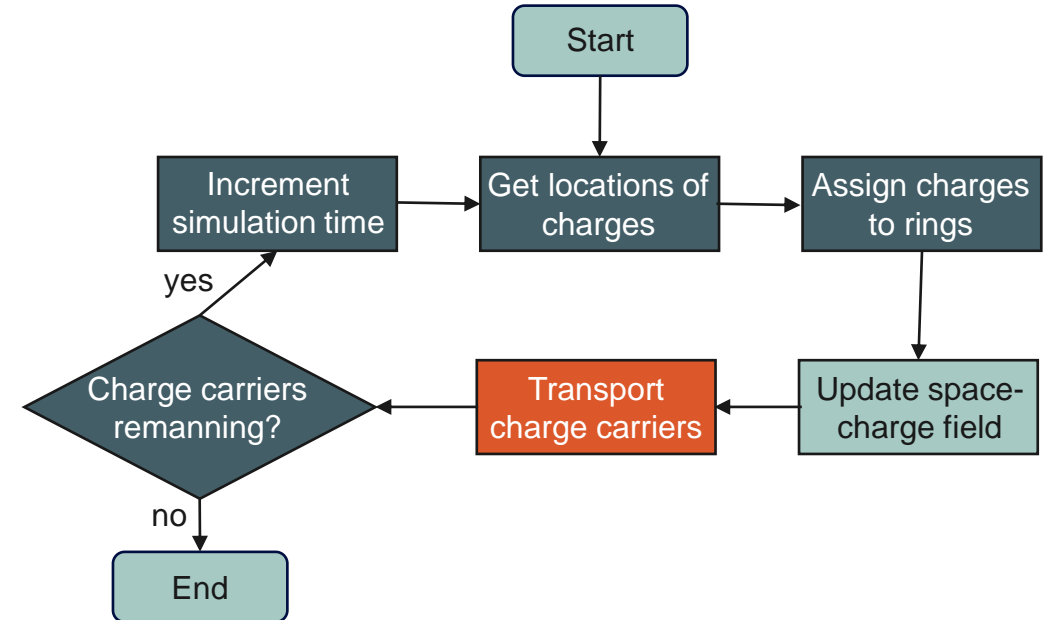 Start
Increment
simulation time
Get locations of
charges
Assign charges
to rings
yes
Charge carriers
remanning?
Transport
charge carriers
Update space-
charge field
no
End